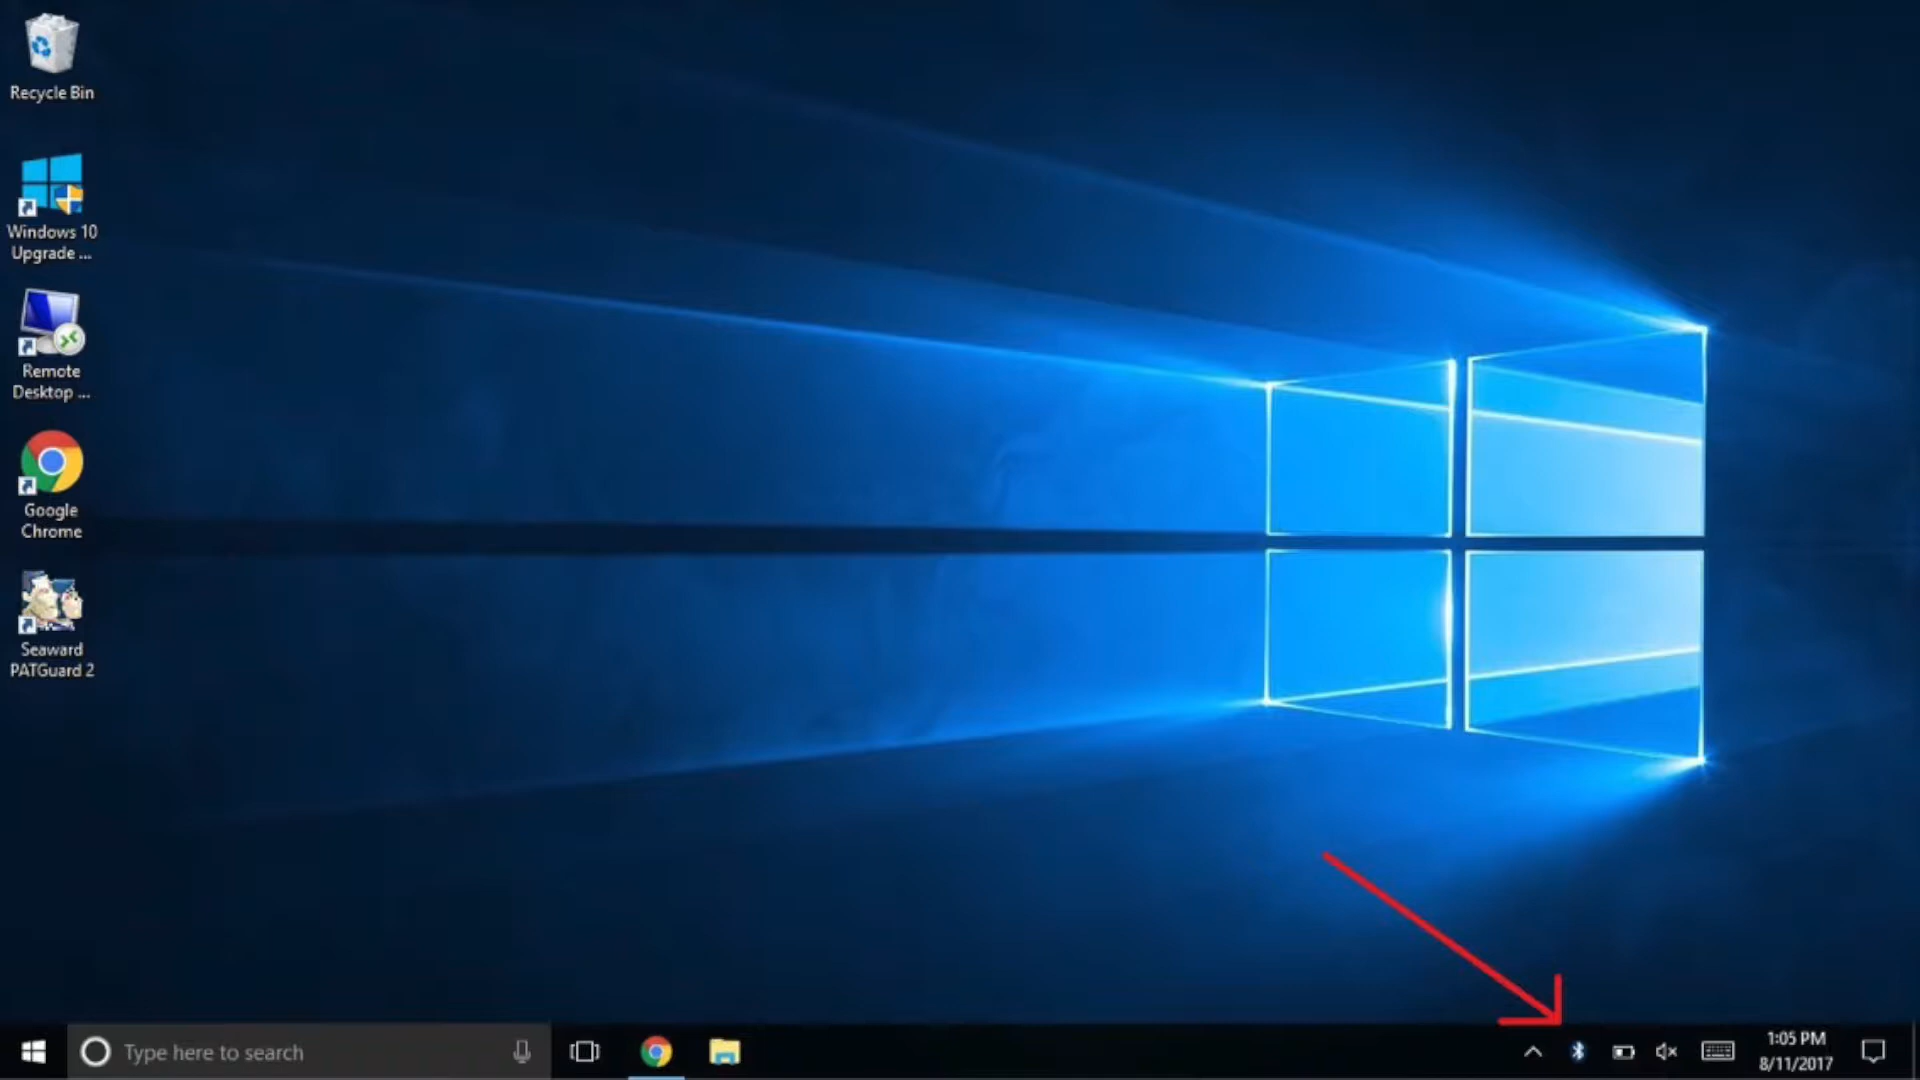 Recycle Bin
Windows 10
Upgrade ...
Remote
Desktop ...
Google
Chrome
Seaward
PATGuard 2
Type here to search
1:05 PM
8/11/2017